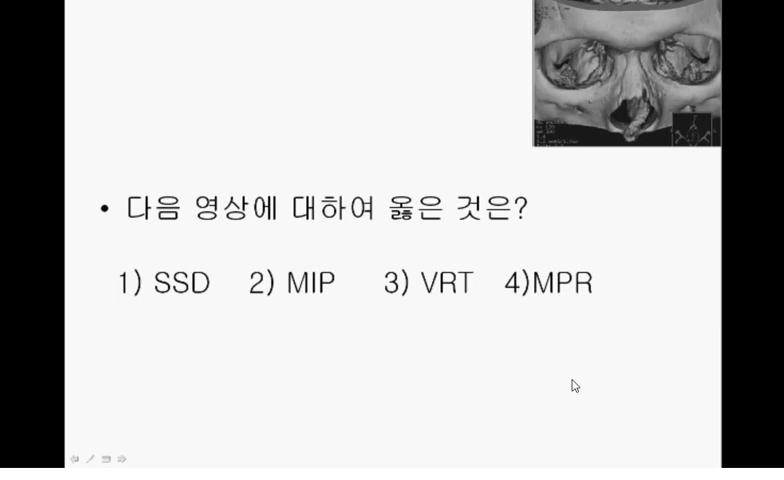 • 다음 영상에 대하여 옳은 것은?
1) SSD 2) MIP 3) VRT 4)MPR